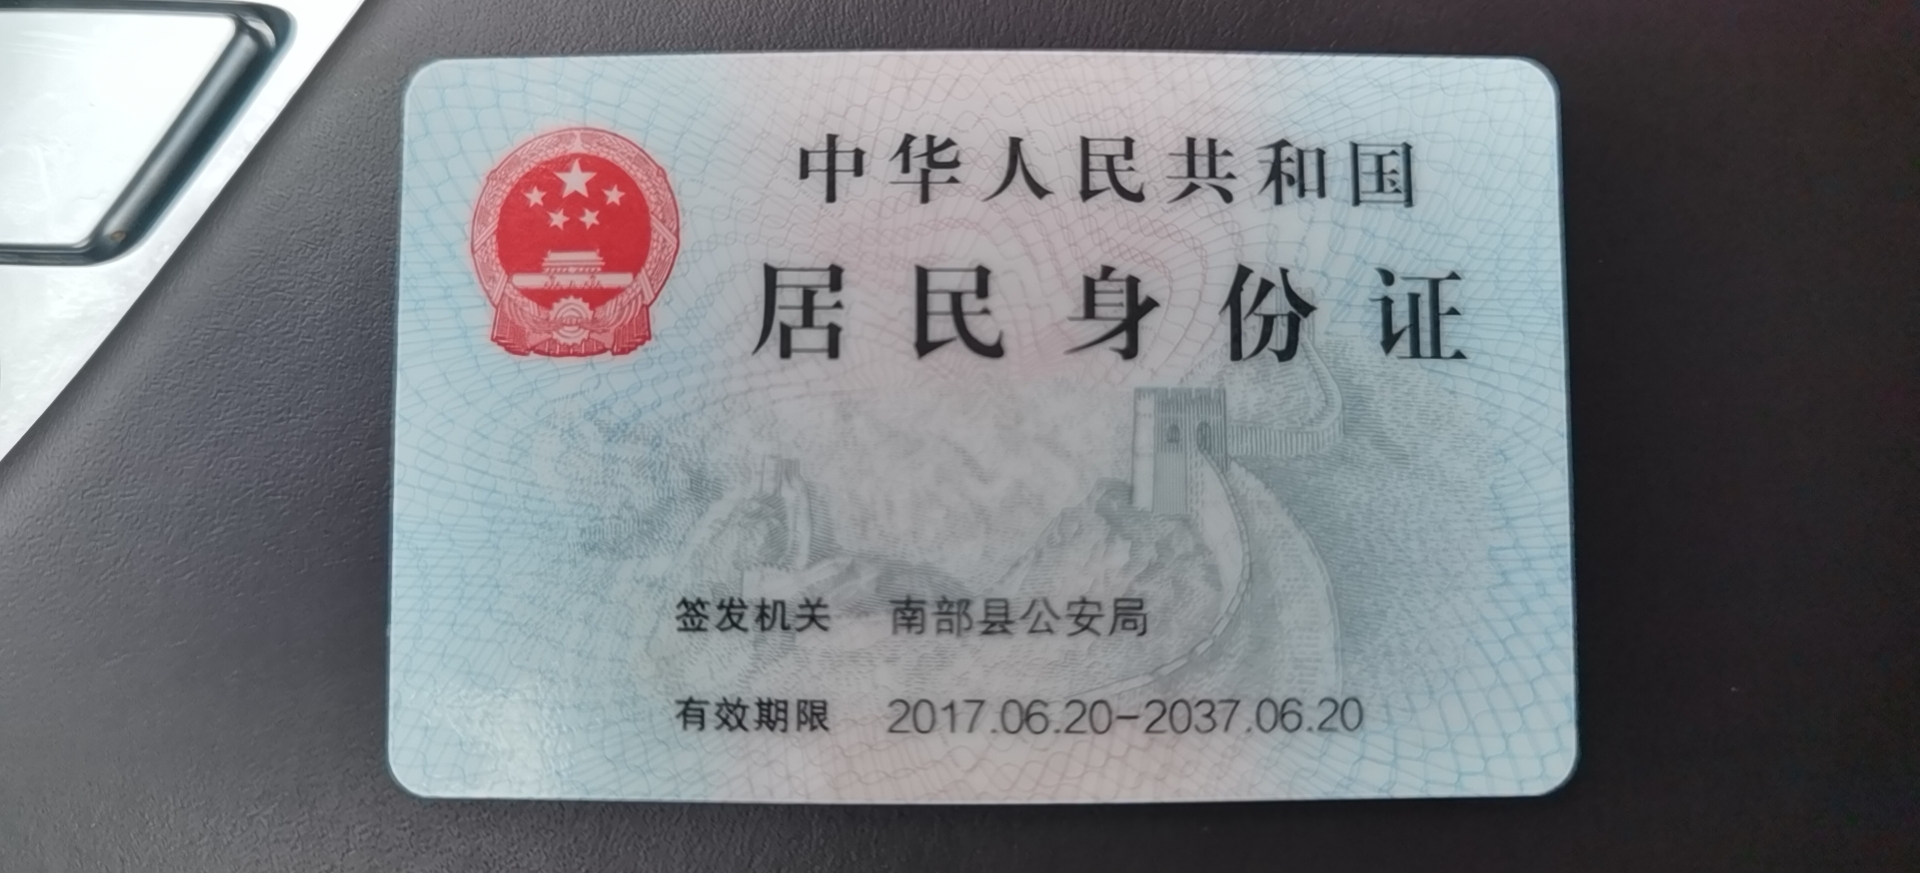 中华人民共和国
居民身份证
签发机关 南部县公安局
有效期限 2017.06.20-2037.06.20